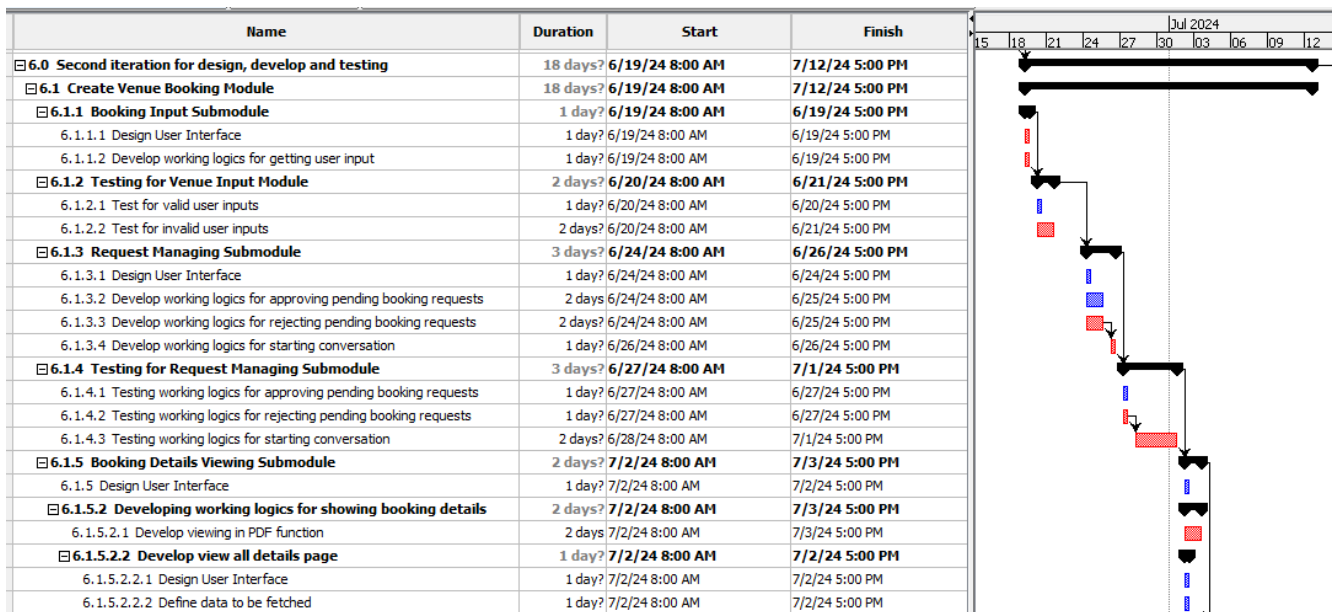 Name Duration Start Finish Jul 2024
15 18 21 24 27 30 03 06 09 12
6.0 Second iteration for design, develop and testing 18 days? 6/19/24 8:00 AM 7/12/24 5:00 PM
6.1 Create Venue Booking Module 18 days? 6/19/24 8:00 AM 7/12/24 5:00 PM
6.1.1 Booking Input Submodule 1 day? 6/19/24 8:00 AM 6/19/24 5:00 PM
6.1.1.1 Design User Interface 1 day? 6/19/24 8:00 AM 6/19/24 5:00 PM
6.1.1.2 Develop working logics for getting user input 1 day? 6/19/24 8:00 AM 6/19/24 5:00 PM
6.1.2 Testing for Venue Input Module 2 days? 6/20/24 8:00 AM 6/21/24 5:00 PM
6.1.2.1 Test for valid user inputs 1 day? 6/20/24 8:00 AM 6/20/24 5:00 PM
6.1.2.2 Test for invalid user inputs 2 days? 6/20/24 8:00 AM 6/21/24 5:00 PM
6.1.3 Request Managing Submodule 3 days? 6/24/24 8:00 AM 6/26/24 5:00 PM
6.1.3.1 Design User Interface 1 day? 6/24/24 8:00 AM 6/24/24 5:00 PM
6.1.3.2 Develop working logics for approving pending booking requests 2 days 6/24/24 8:00 AM 6/25/24 5:00 PM
6.1.3.3 Develop working logics for rejecting pending booking requests 2 days? 6/24/24 8:00 AM 6/25/24 5:00 PM
6.1.3.4 Develop working logics for starting conversation 1 day? 6/26/24 8:00 AM 6/26/24 5:00 PM
6.1.4 Testing for Request Managing Submodule 3 days? 6/27/24 8:00 AM 7/1/24 5:00 PM
6.1.4.1 Testing working logics for approving pending booking requests 1 day? 6/27/24 8:00 AM 6/27/24 5:00 PM
6.1.4.2 Testing working logics for rejecting pending booking requests 1 day? 6/27/24 8:00 AM 6/27/24 5:00 PM
6.1.4.3 Testing working logics for starting conversation 2 days? 6/28/24 8:00 AM 7/1/24 5:00 PM
6.1.5 Booking Details Viewing Submodule 2 days? 7/2/24 8:00 AM 7/3/24 5:00 PM
6.1.5 Design User Interface 1 day? 7/2/24 8:00 AM 7/2/24 5:00 PM
6.1.5.2 Developing working logics for showing booking details 2 days? 7/2/24 8:00 AM 7/3/24 5:00 PM
6.1.5.2.1 Develop viewing in PDF function 2 days 7/2/24 8:00 AM 7/3/24 5:00 PM
6.1.5.2.2 Develop view all details page 1 day? 7/2/24 8:00 AM 7/2/24 5:00 PM
6.1.5.2.2.1 Design User Interface 1 day? 7/2/24 8:00 AM 7/2/24 5:00 PM
6.1.5.2.2.2 Define data to be fetched 1 day? 7/2/24 8:00 AM 7/2/24 5:00 PM